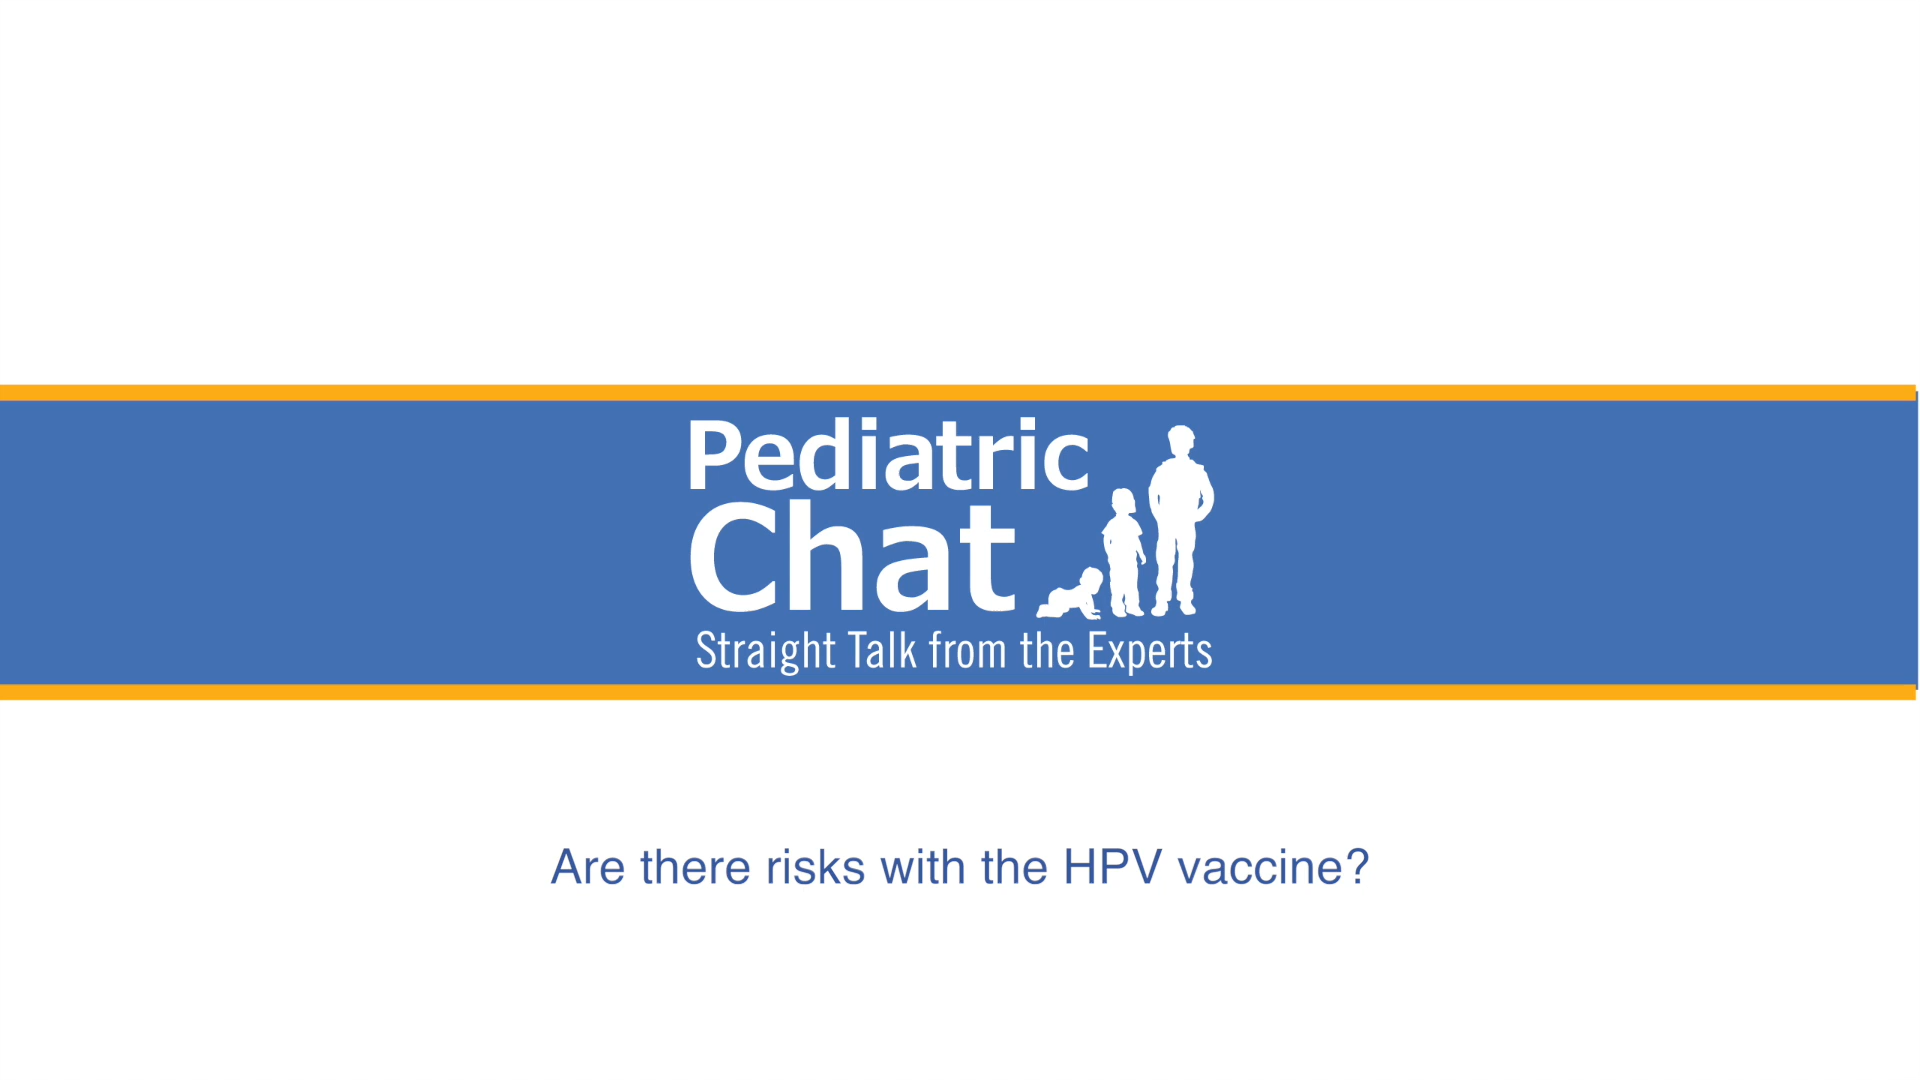 Pediatric
Chat
Straight Talk from the Experts
Are there risks with the HPV vaccine?